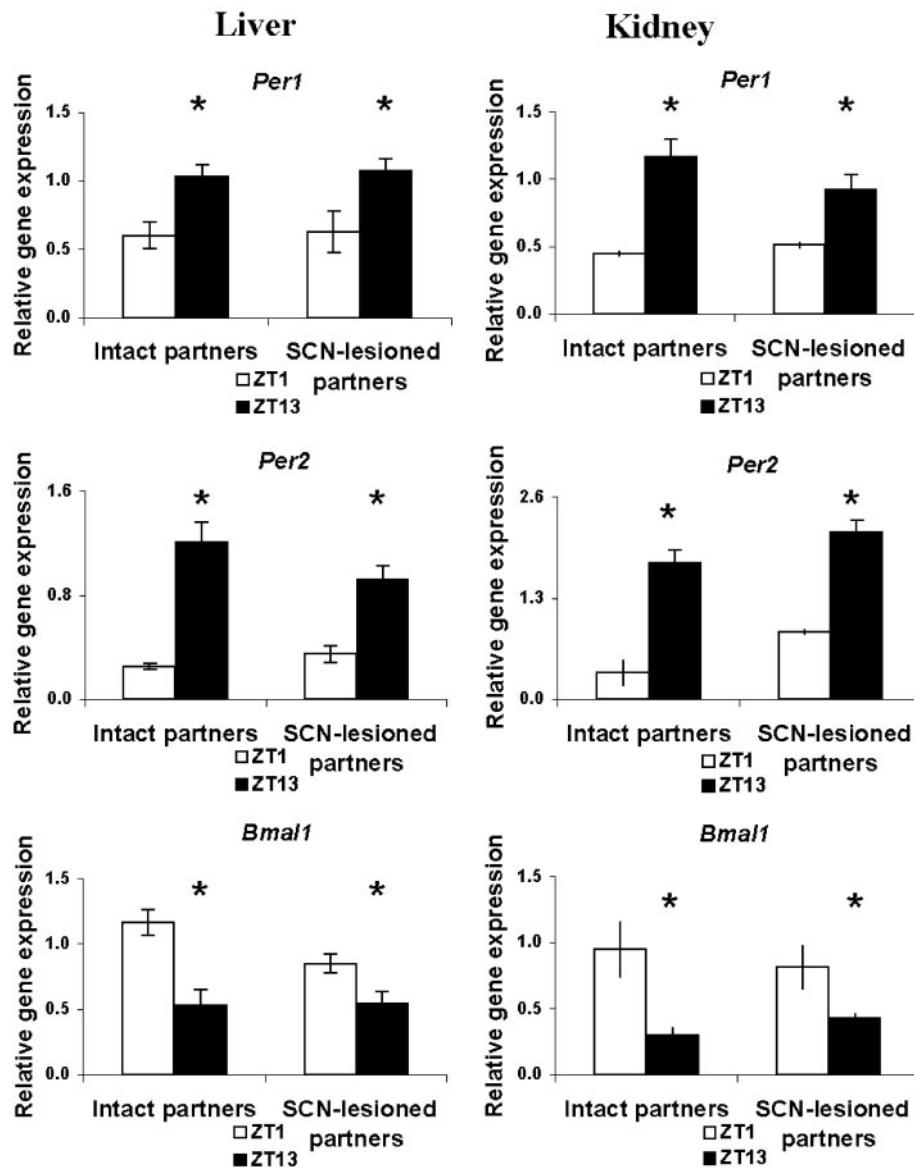 Liver
Kidney
Per1
*
*
Relative gene expression
1.5
1.0
0.5
0.0
Intact partners
SCN-lesioned
partners
ZT1
ZT13
Per1
*
*
Relative gene expression
1.5
1.0
0.5
0.0
Intact partners
SCN-lesioned
partners
ZT1
ZT13
Per2
*
*
Relative gene expression
1.6
0.8
0.0
Intact partners
SCN-lesioned
partners
ZT1
ZT13
Per2
*
*
Relative gene expression
2.6
1.3
0.0
Intact partners
SCN-lesioned
partners
ZT1
ZT13
Bmal1
*
*
Relative gene expression
1.5
1.0
0.5
0.0
Intact partners
SCN-lesioned
partners
ZT1
ZT13
Bmal1
*
*
Relative gene expression
1.5
1.0
0.5
0.0
Intact partners
SCN-lesioned
partners
ZT1
ZT13